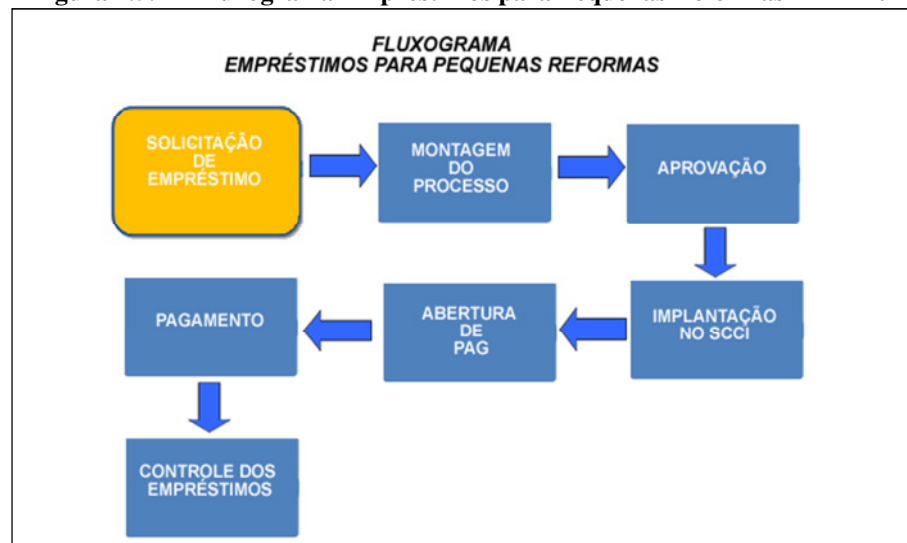 FLUXOGRAMA
EMPRÉSTIMOS PARA PEQUENAS REFORMAS
SOLICITAÇÃO
DE
EMPRÉSTIMO
MONTAGEM
DO
PROCESSO
APROVAÇÃO
IMPLANTAÇÃO
NO SCCI
ABERTURA
DE
PAG
PAGAMENTO
CONTROLE DOS
EMPRÉSTIMOS